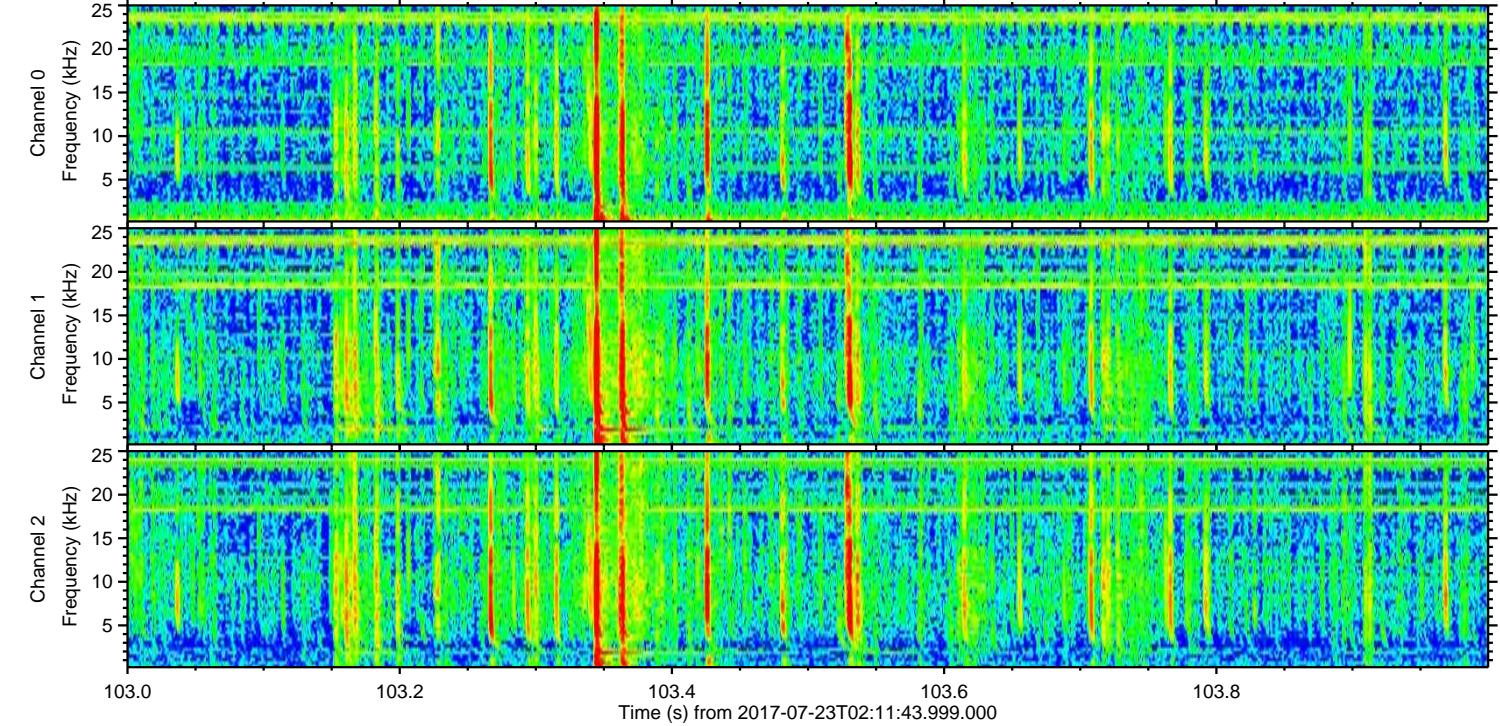 25
20
15
10
5
Channel 0
Frequency (kHz)
25
20
15
10
5
Channel 1
Frequency (kHz)
25
20
15
10
5
Channel 2
Frequency (kHz)
103.0 103.2 103.4 103.6 103.8
Time (s) from 2017-07-23T02:11:43.999.000